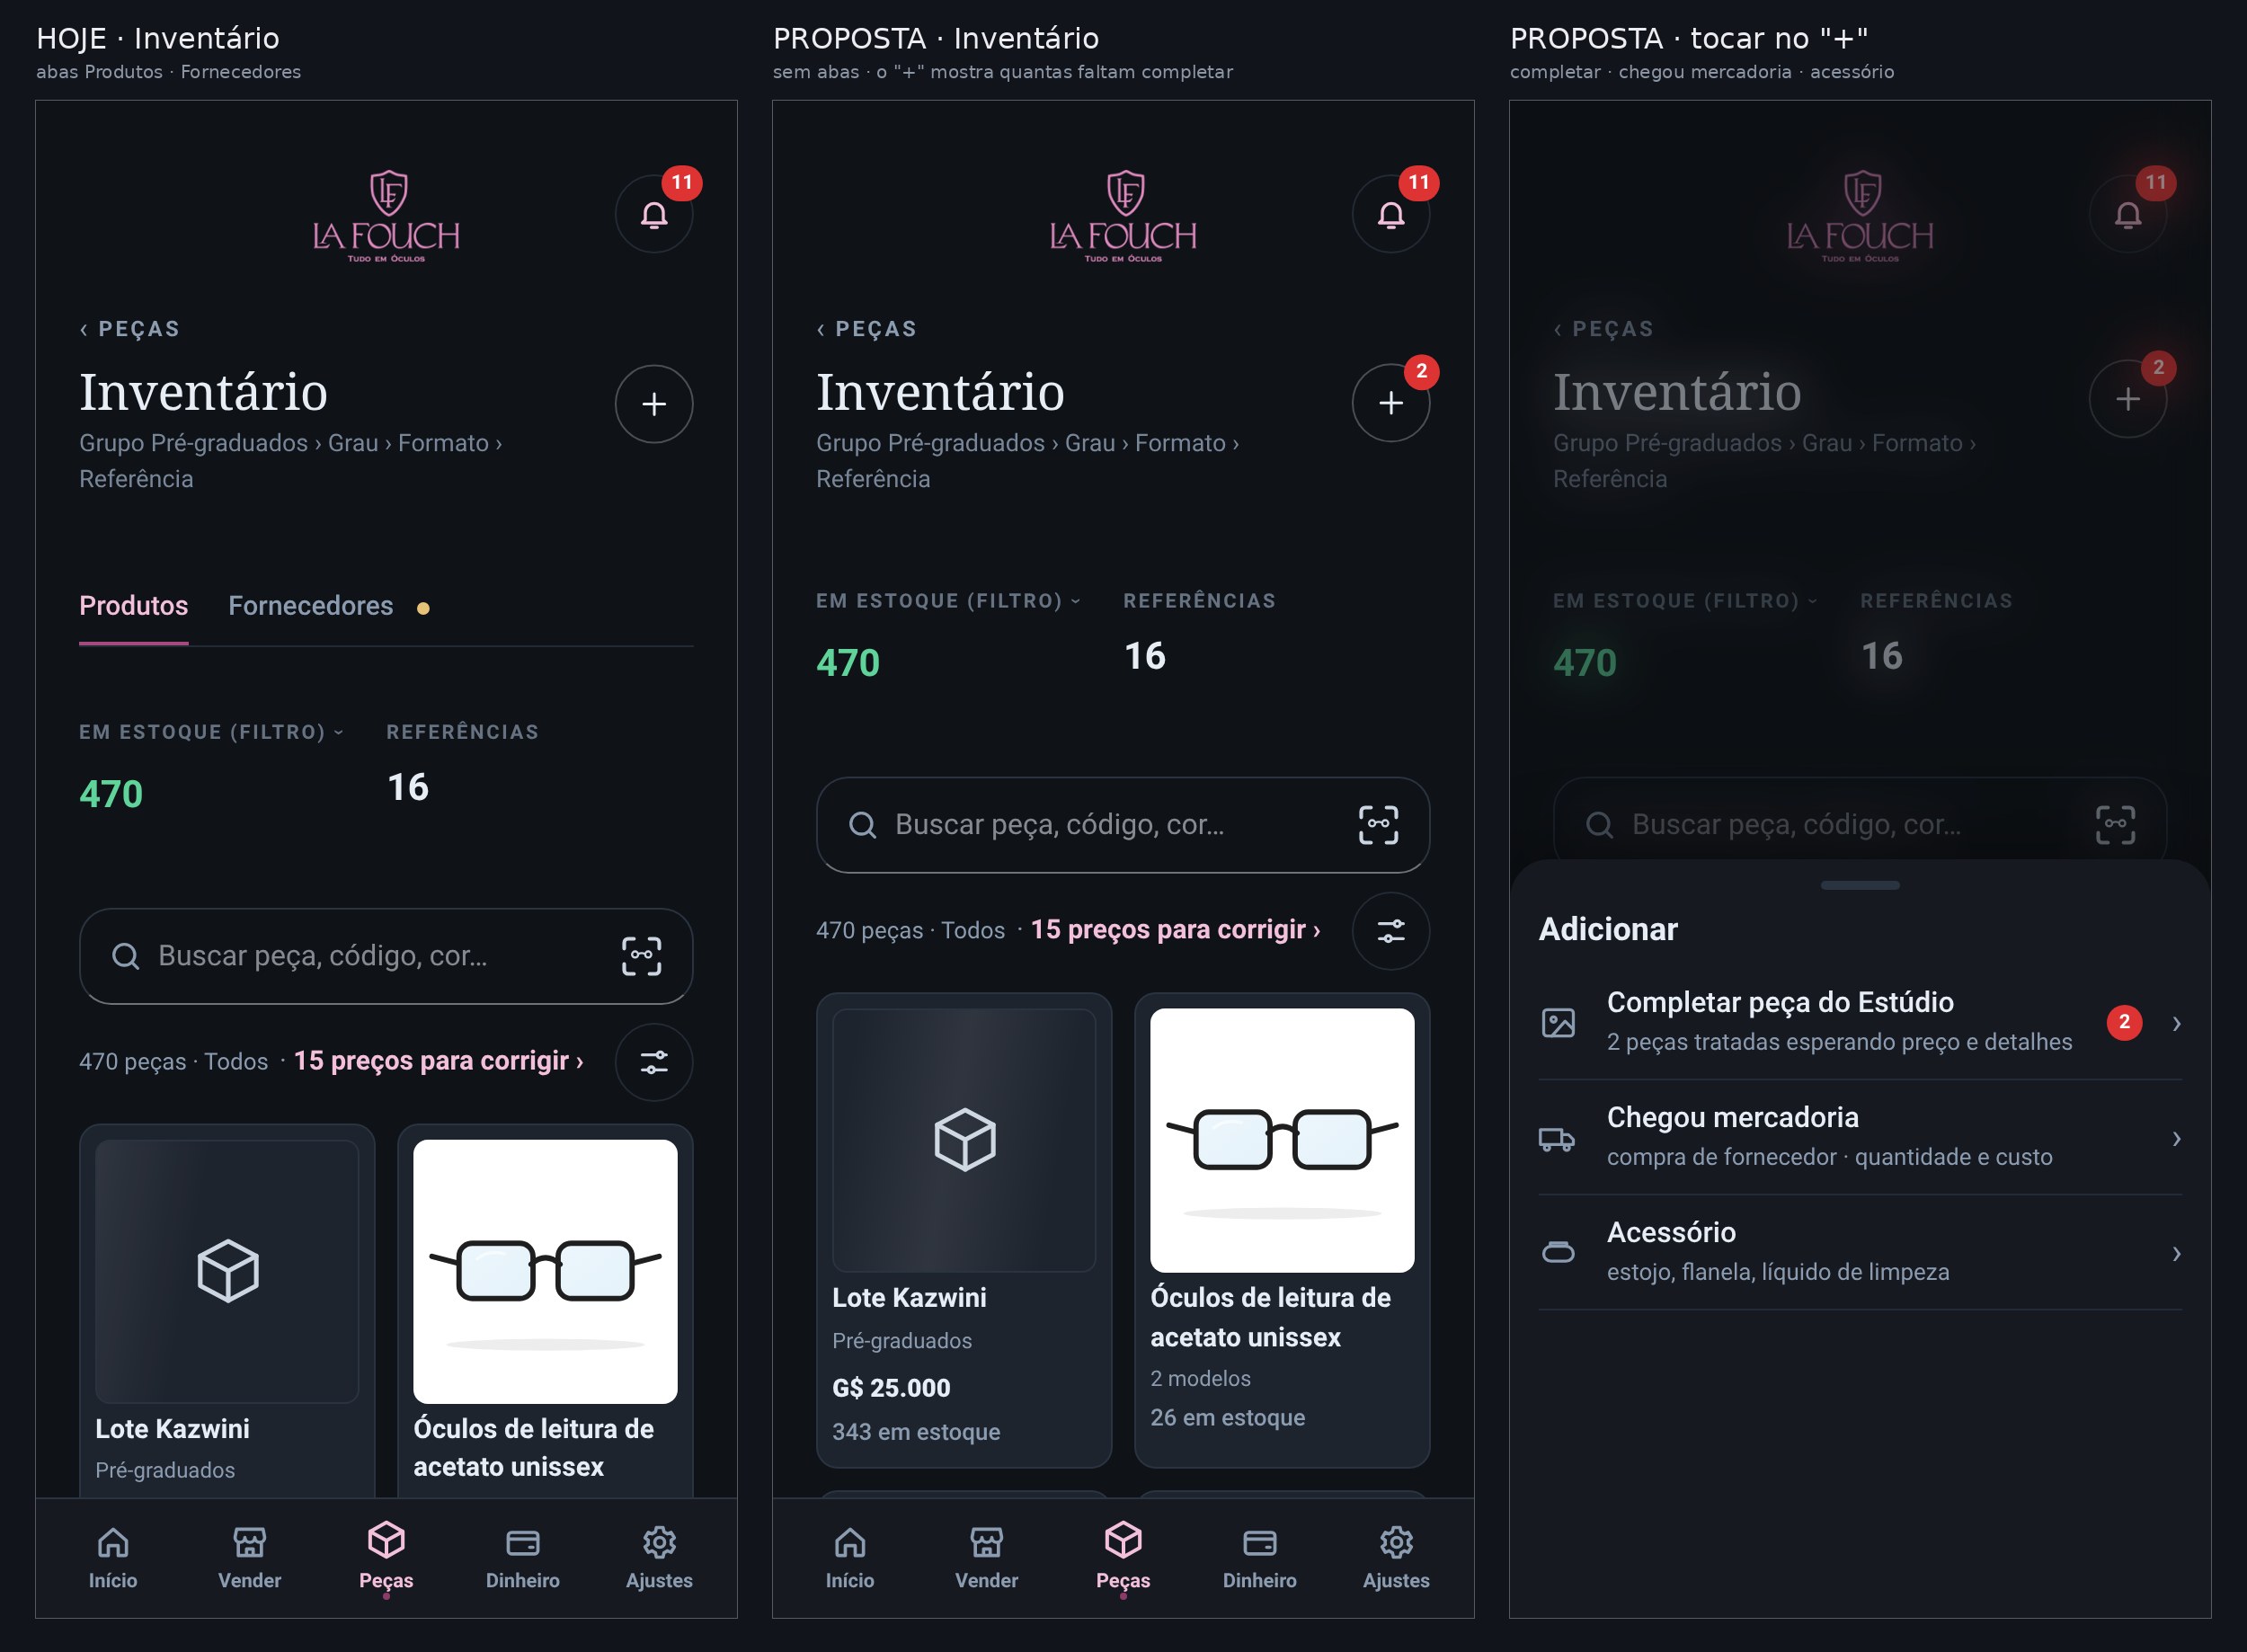 HOJE · Inventário
abas Produtos · Fornecedores
11
LF
LA FOUCH
TUDO EM ÓCULOS
‹ PEÇAS
Inventário
Grupo Pré-graduados › Grau › Formato ›
Referência
Produtos Fornecedores
EM ESTOQUE (FILTRO) REFERÊNCIAS
470 16
Buscar peça, código, cor...
470 peças · Todos · 15 preços para corrigir ›
Lote Kazwini
Pré-graduados
Óculos de leitura de
acetato unissex
Início Vender Peças Dinheiro Ajustes
PROPOSTA · Inventário
sem abas · o "+" mostra quantas faltam completar
11
LF
LA FOUCH
TUDO EM ÓCULOS
‹ PEÇAS
Inventário
2
Grupo Pré-graduados › Grau › Formato ›
Referência
EM ESTOQUE (FILTRO) REFERÊNCIAS
470 16
Buscar peça, código, cor...
470 peças · Todos · 15 preços para corrigir ›
Lote Kazwini
Pré-graduados
G$ 25.000
343 em estoque
Óculos de leitura de
acetato unissex
2 modelos
26 em estoque
Início Vender Peças Dinheiro Ajustes
PROPOSTA · tocar no "+"
completar · chegou mercadoria · acessório
11
LF
LA FOUCH
TUDO EM ÓCULOS
‹ PEÇAS
Inventário
2
Grupo Pré-graduados › Grau › Formato ›
Referência
EM ESTOQUE (FILTRO) REFERÊNCIAS
470 16
Buscar peça, código, cor...
Adicionar
Completar peça do Estúdio
2 peças tratadas esperando preço e detalhes
2 ›
Chegou mercadoria
compra de fornecedor · quantidade e custo
›
Acessório
estojo, flanela, líquido de limpeza
›